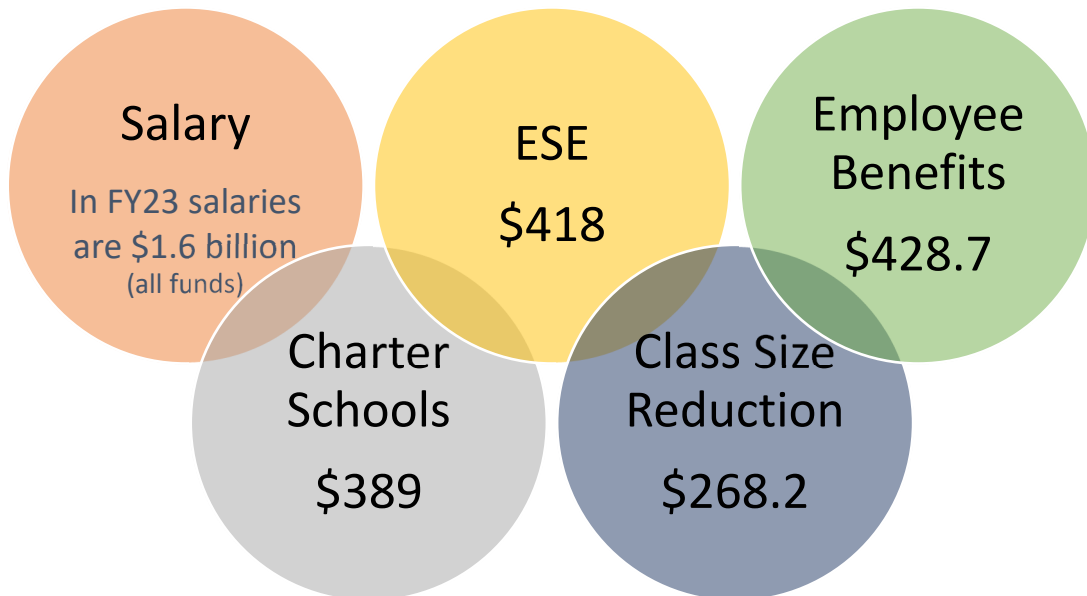 Salary
In FY23 salaries
are $1.6 billion
(all funds)
ESE
$418
Employee
Benefits
$428.7
Charter
Schools
$389
Class Size
Reduction
$268.2